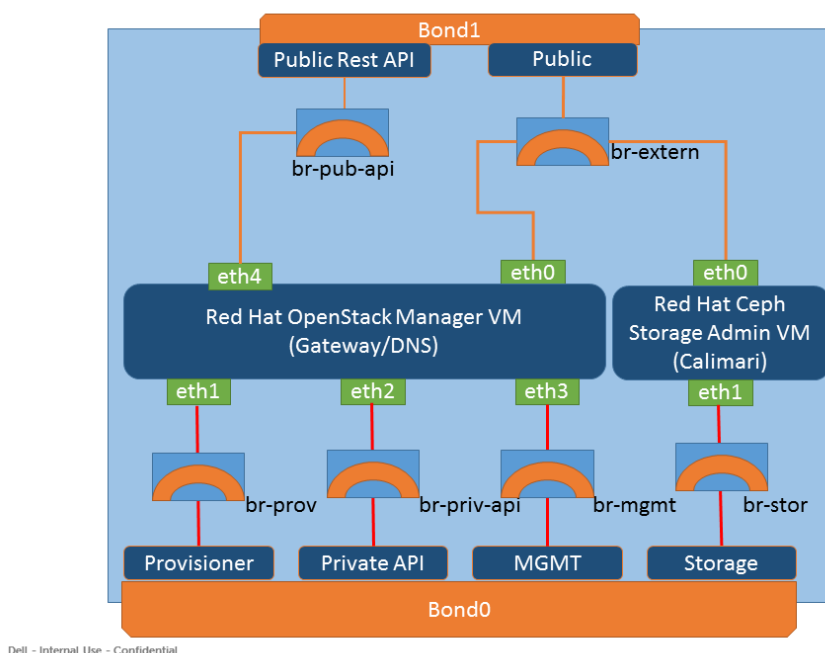 Bond1
Public Rest API
Public
br-pub-api
br-extern
eth4
eth0
eth0
Red Hat OpenStack Manager VM
(Gateway/DNS)
Red Hat Ceph
Storage Admin VM
(Calimari)
eth1
eth2
eth3
eth1
br-prov
br-priv-api
br-mgmt
br-stor
Provisioner
Private API
MGMT
Storage
Bond0
Dell - Internal Use - Confidential